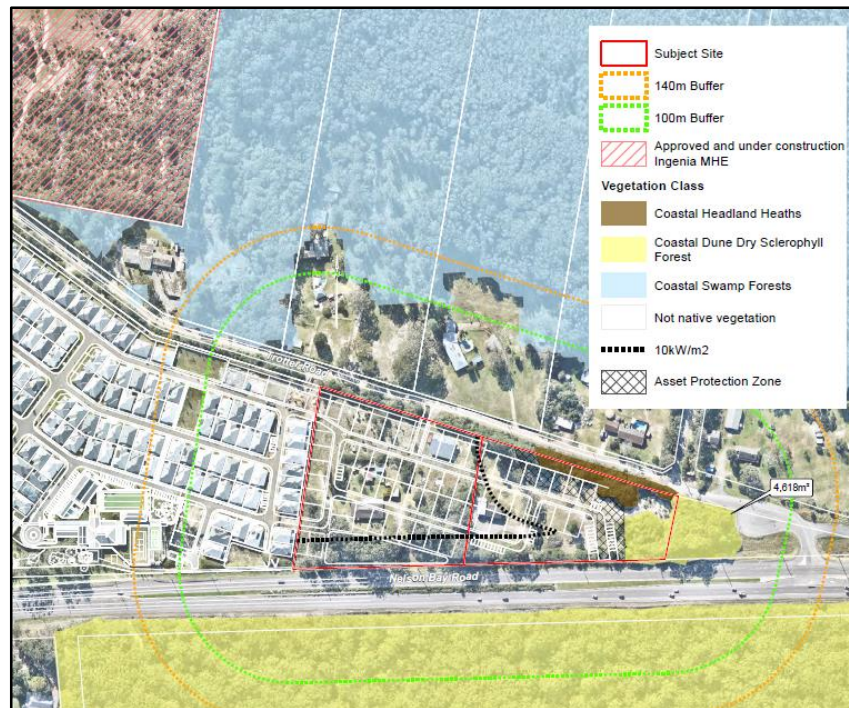 Subject Site
140m Buffer
100m Buffer
Approved and under construction
Ingenia MHE
Vegetation Class
Coastal Headland Heaths
Coastal Dune Dry Sclerophyll
Forest
Coastal Swamp Forests
Not native vegetation
10kW/m2
Asset Protection Zone
Trotter Road
4,618m²
Nelson Bay Road